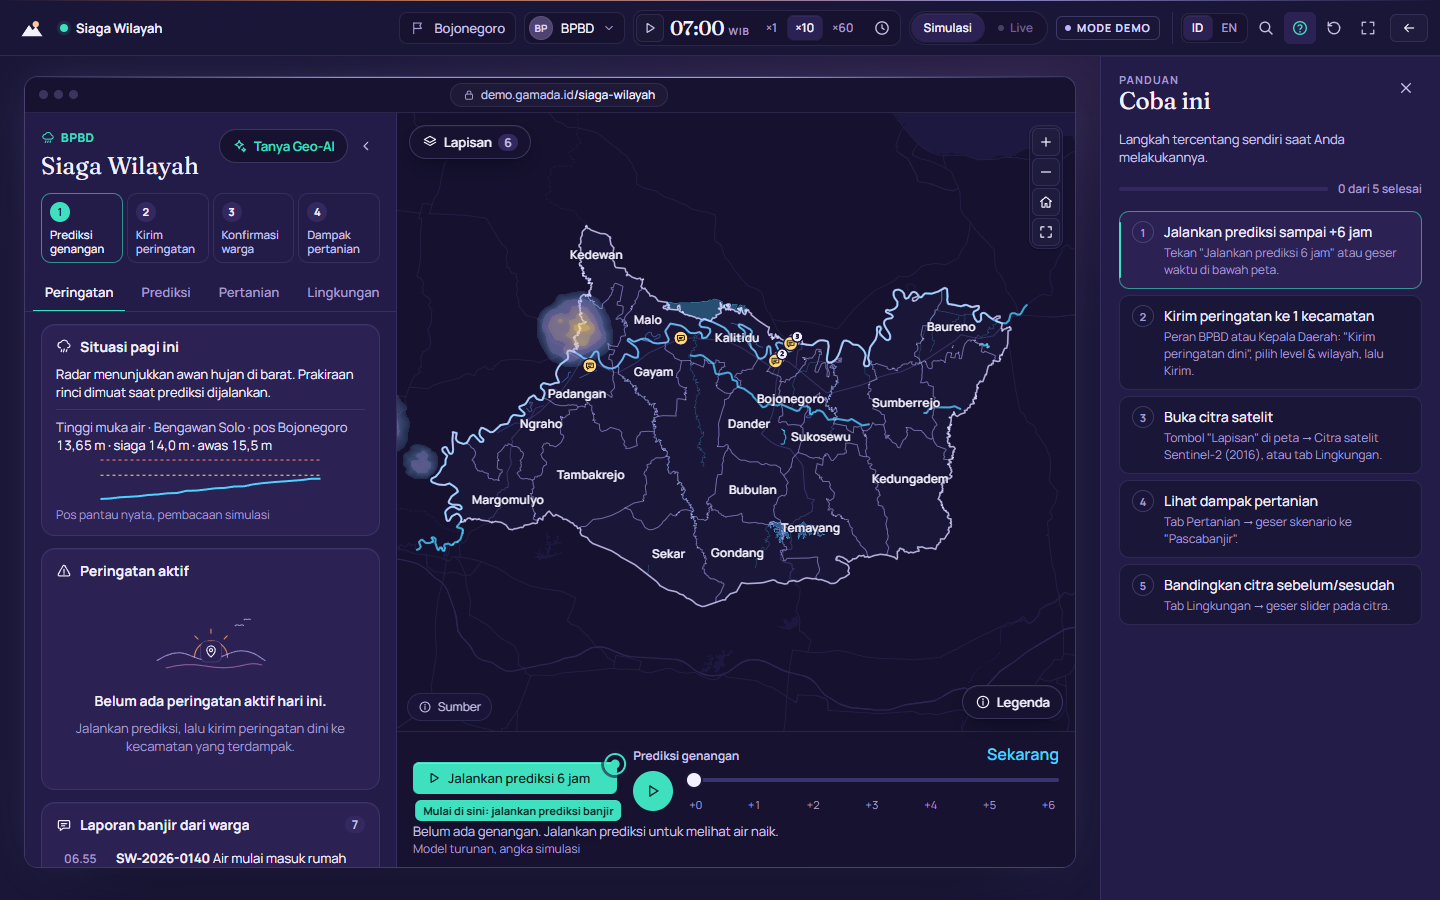 Siaga Wilayah
Bojonegoro
BP BPBD
07:00 WIB
×1 ×10 ×60
Simulasi Live
MODE DEMO
ID EN
demo.gamada.id/siaga-wilayah
BPBD
Siaga Wilayah
Tanya Geo-AI
1 Prediksi
genangan
2 Kirim
peringatan
3 Konfirmasi
warga
4 Dampak
pertanian
Peringatan Prediksi Pertanian Lingkungan
Situasi pagi ini
Radar menunjukkan awan hujan di barat. Prakiraan
rinci dimuat saat prediksi dijalankan.
Tinggi muka air · Bengawan Solo · pos Bojonegoro
13,65 m · siaga 14,0 m · awas 15,5 m
Pos pantau nyata, pembacaan simulasi
Peringatan aktif
Belum ada peringatan aktif hari ini.
Jalankan prediksi, lalu kirim peringatan dini ke
kecamatan yang terdampak.
Laporan banjir dari warga 7
06.55 SW-2026-0140 Air mulai masuk rumah
Lapisan 6
Kedewan
Malo
Kalitidu
3
2
Baureno
Gayam
Padangan
Bojonegoro
Sumberrejo
Ngraho
Dander
Sukosewu
Tambakrejo
Kedungadem
Bubulan
Margomulyo
Temayang
Sekar
Gondang
Sumber
Legenda
Jalankan prediksi 6 jam
Mulai di sini: jalankan prediksi banjir
Prediksi genangan
Sekarang
+0 +1 +2 +3 +4 +5 +6
Belum ada genangan. Jalankan prediksi untuk melihat air naik.
Model turunan, angka simulasi
PANDUAN
Coba ini
Langkah tercentang sendiri saat Anda
melakukannya.
0 dari 5 selesai
1 Jalankan prediksi sampai +6 jam
Tekan "Jalankan prediksi 6 jam" atau geser
waktu di bawah peta.
2 Kirim peringatan ke 1 kecamatan
Peran BPBD atau Kepala Daerah: "Kirim
peringatan dini", pilih level & wilayah, lalu
Kirim.
3 Buka citra satelit
Tombol "Lapisan" di peta → Citra satelit
Sentinel-2 (2016), atau tab Lingkungan.
4 Lihat dampak pertanian
Tab Pertanian → geser skenario ke
"Pascabanjir".
5 Bandingkan citra sebelum/sesudah
Tab Lingkungan → geser slider pada citra.